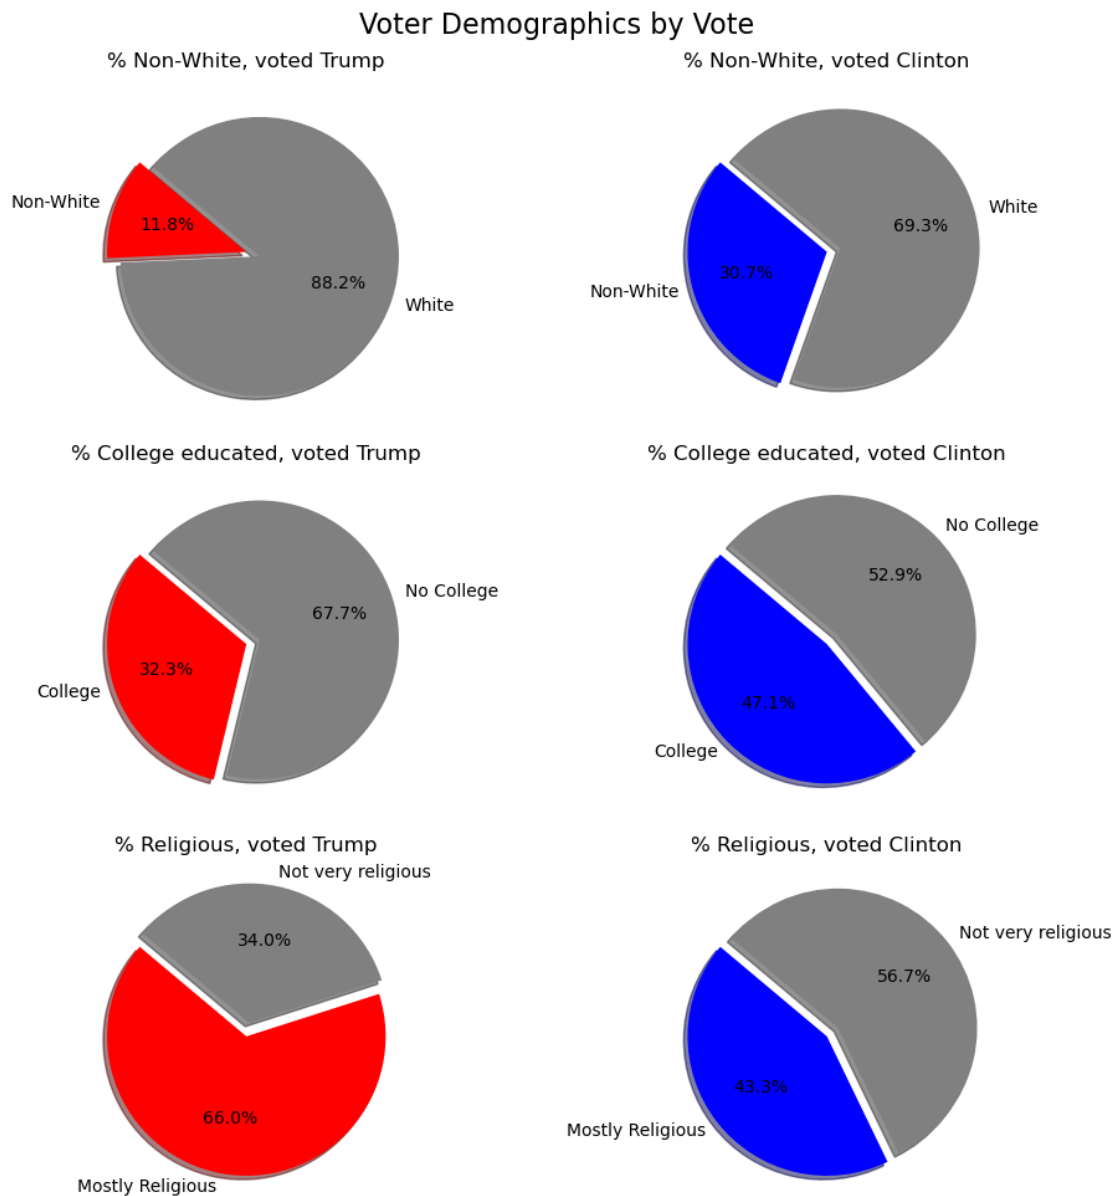 Voter Demographics by Vote
% Non-White, voted Trump
Non-White
11.8%
88.2%
White
% Non-White, voted Clinton
White
69.3%
30.7%
Non-White
% College educated, voted Trump
No College
67.7%
32.3%
College
% College educated, voted Clinton
No College
52.9%
47.1%
College
% Religious, voted Trump
Not very religious
34.0%
66.0%
Mostly Religious
% Religious, voted Clinton
Not very religious
56.7%
43.3%
Mostly Religious